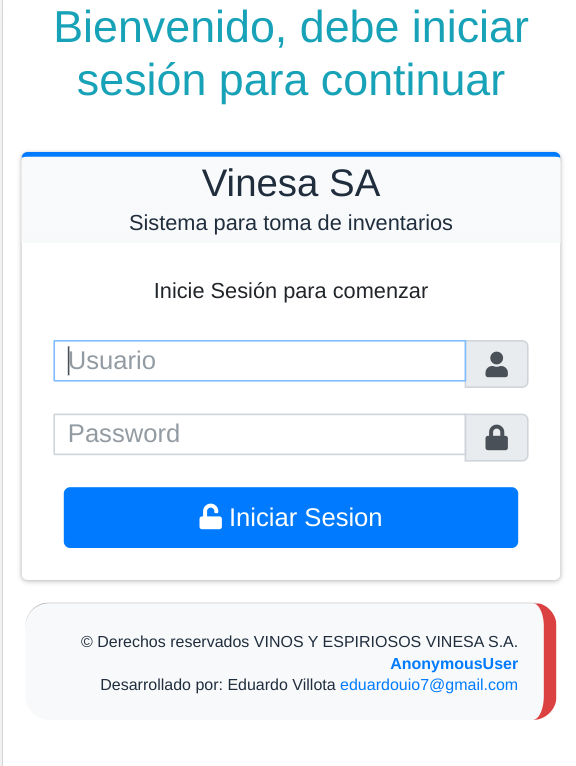 Bienvenido, debe iniciar
sesión para continuar
Vinesa SA
Sistema para toma de inventarios
Inicie Sesión para comenzar
Usuario
Password
Iniciar Sesion
© Derechos reservados VINOS Y ESPIRIOSOS VINESA S.A.
AnonymousUser
Desarrollado por: Eduardo Villota eduardouio7@gmail.com